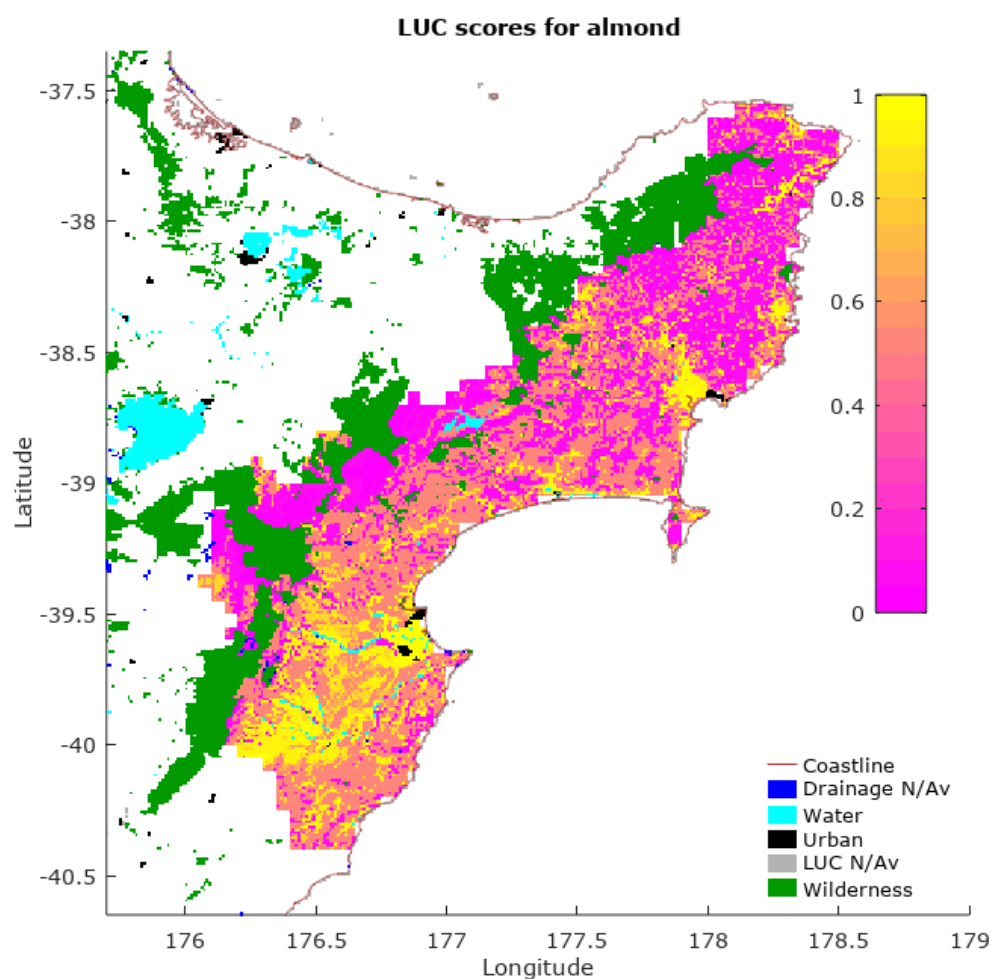 LUC scores for almond
-37.5
-38
-38.5
-39
-39.5
-40
-40.5
Latitude
1
0.8
0.6
0.4
0.2
0
Coastline
Drainage N/Av
Water
Urban
LUC N/Av
Wilderness
176
176.5
177
177.5
178
178.5
179
Longitude